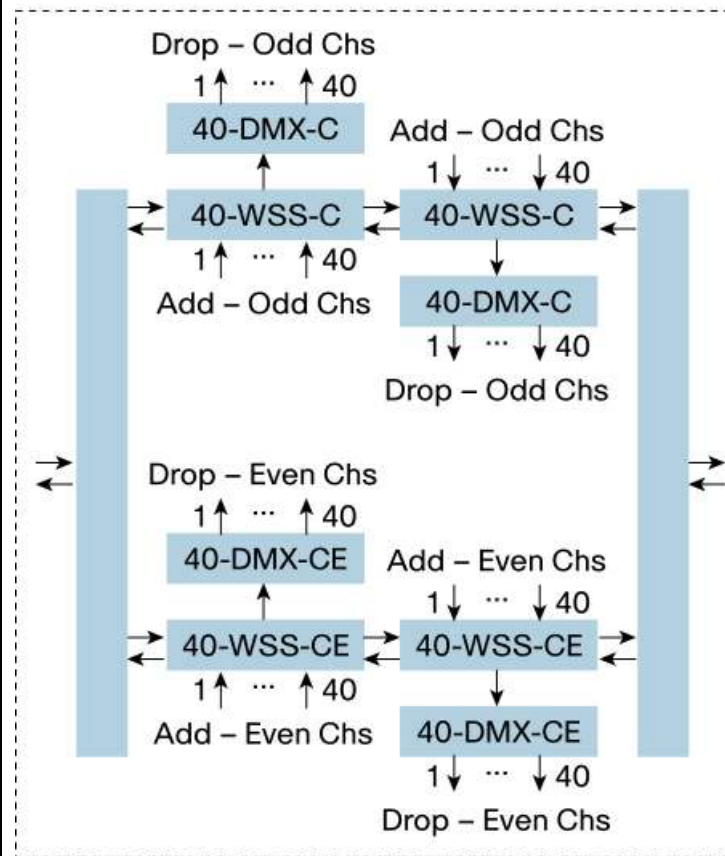 Drop – Odd Chs
1 ... 40
40-DMX-C
Add – Odd Chs
1 ... 40
40-WSS-C
40-WSS-C
1 ... 40
Add – Odd Chs
40-DMX-C
1 ... 40
Drop – Odd Chs
Drop – Even Chs
1 ... 40
40-DMX-CE
Add – Even Chs
1 ... 40
40-WSS-CE
40-WSS-CE
1 ... 40
Add – Even Chs
40-DMX-CE
1 ... 40
Drop – Even Chs